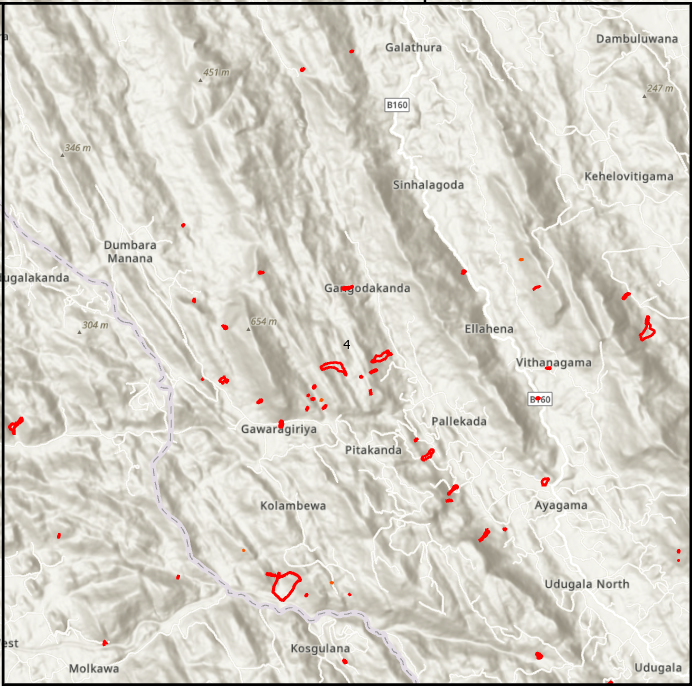 Galathura
Dambuluwana
451 m
247 m
B160
346 m
Kehelovitigama
Sinhalagoda
Dumbara
Manana
ugalakanda
Gangodakanda
304 m
654 m
Ellahena
4
Vithanagama
B160
Pallekada
Gawaragiriya
Pitakanda
Kolambewa
Ayagama
Udugala North
est
Kosgulana
Molkawa
Udugala